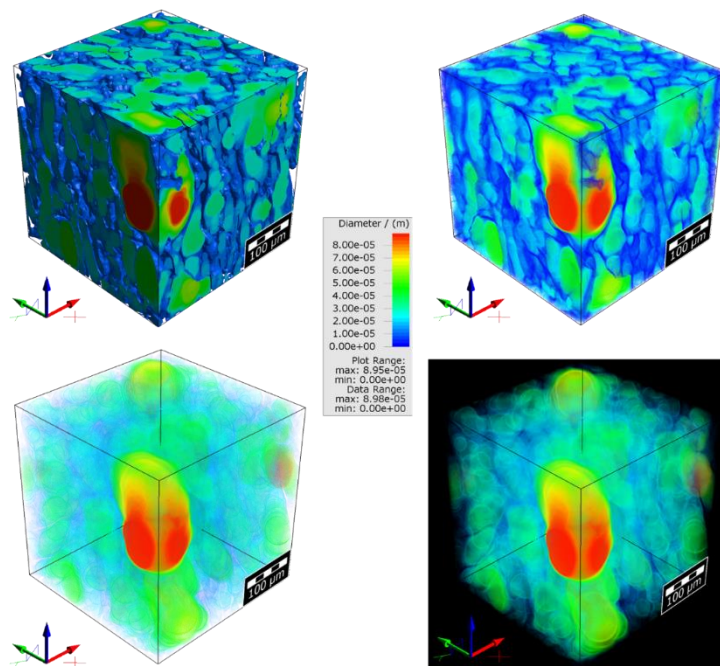 100 µm
100 µm
Diameter / (m)
8.00e-05
7.00e-05
6.00e-05
5.00e-05
4.00e-05
3.00e-05
2.00e-05
1.00e-05
0.00e+00
Plot Range:
max: 8.95e-05
min: 0.00e+00
Data Range:
max: 8.98e-05
min: 0.00e+00
100 µm
100 µm